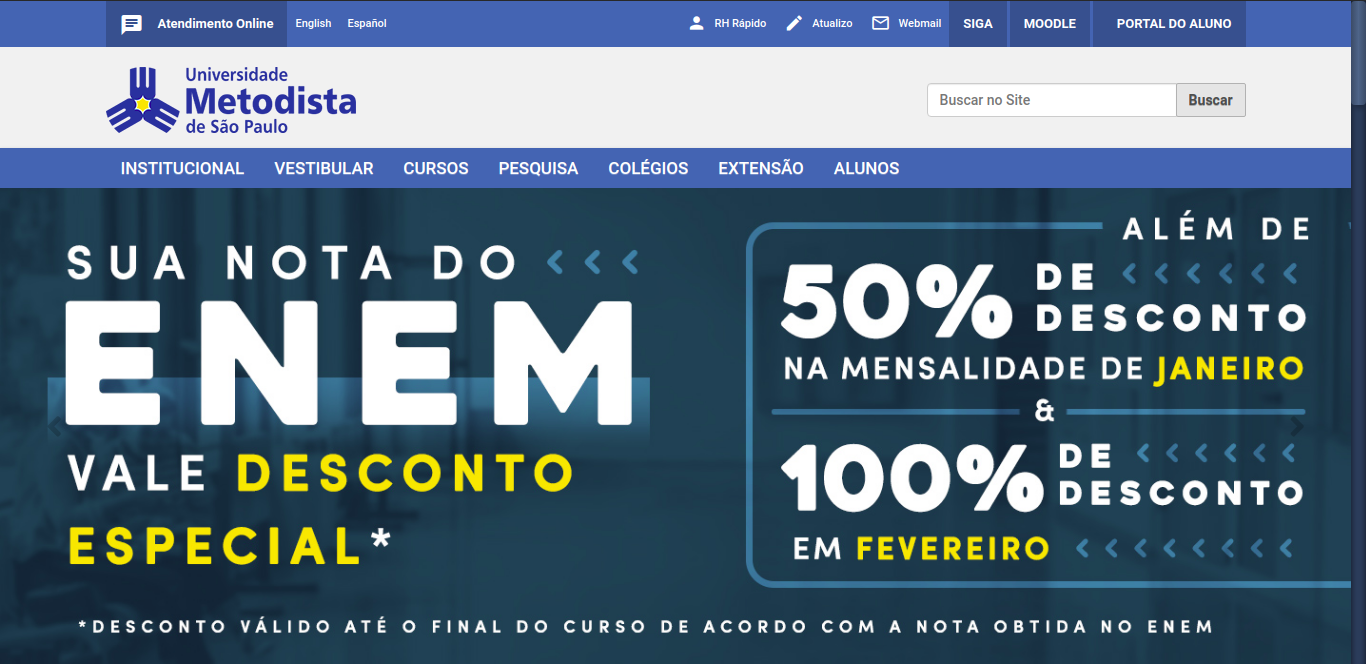 Atendimento Online English Español RH Rápido Atualizo Webmail SIGA MOODLE PORTAL DO ALUNO
Universidade
Metodista
de São Paulo
Buscar no Site Buscar
INSTITUCIONAL VESTIBULAR CURSOS PESQUISA COLÉGIOS EXTENSÃO ALUNOS
SUA NOTA DO
ENEM
VALE DESCONTO
ESPECIAL*
ALÉM DE
50% DE
DESCONTO
NA MENSALIDADE DE JANEIRO
&
100% DE
DESCONTO
EM FEVEREIRO
*DESCONTO VÁLIDO ATÉ O FINAL DO CURSO DE ACORDO COM A NOTA OBTIDA NO ENEM